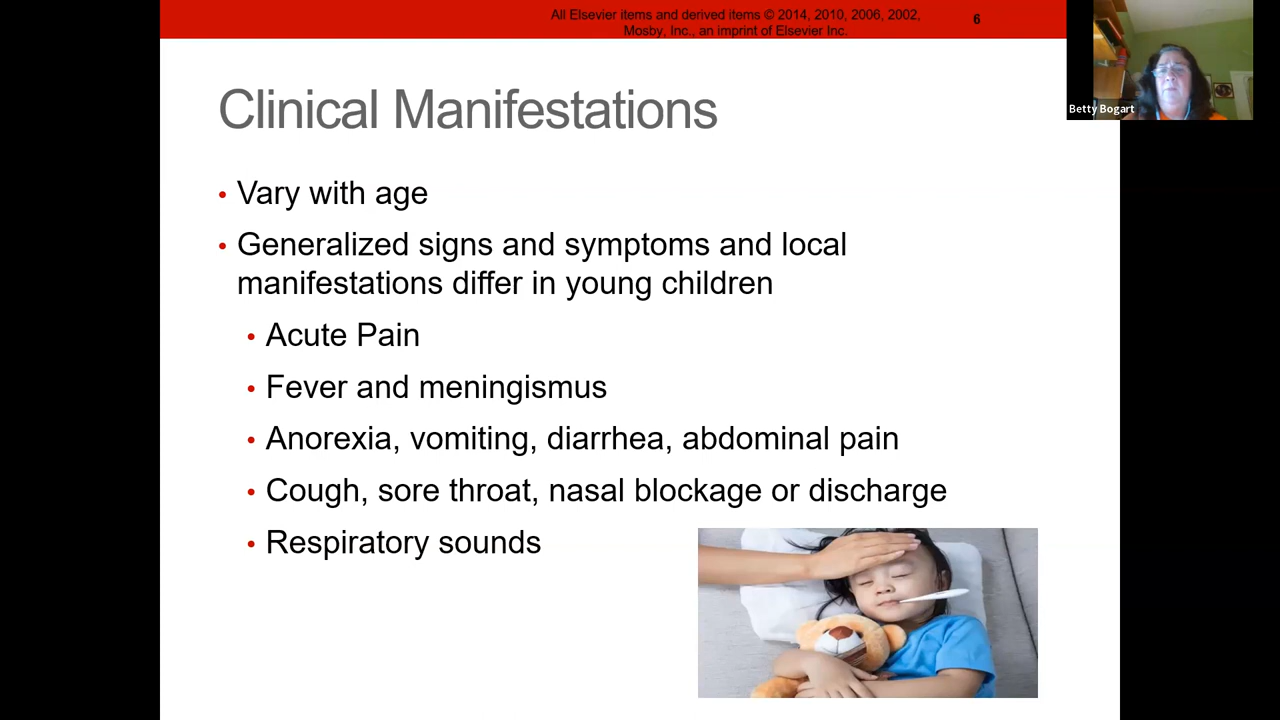 All Elsevier items and derived items © 2014, 2010, 2006, 2002,
Mosby, Inc., an imprint of Elsevier Inc.
6
Betty Bogart
Clinical Manifestations
• Vary with age
• Generalized signs and symptoms and local
manifestations differ in young children
• Acute Pain
• Fever and meningismus
• Anorexia, vomiting, diarrhea, abdominal pain
• Cough, sore throat, nasal blockage or discharge
• Respiratory sounds